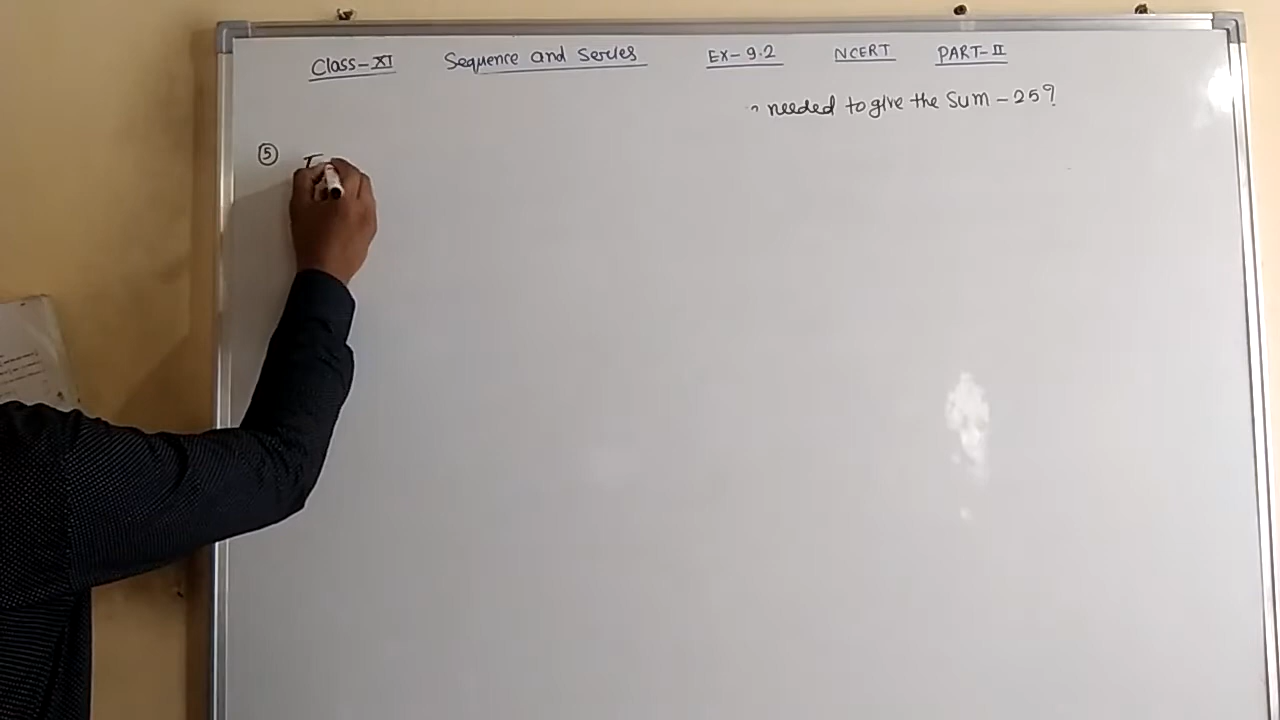 Class-XI Sequence and Series EX-9.2 NCERT PART-II
needed to give the sum -25?
5 I